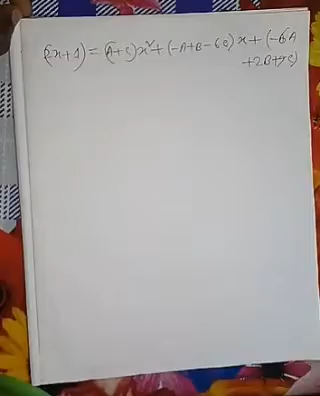 (2x+1) = (A+C)x²+(-A+B-6C)x+(-6A
+2B+9C)